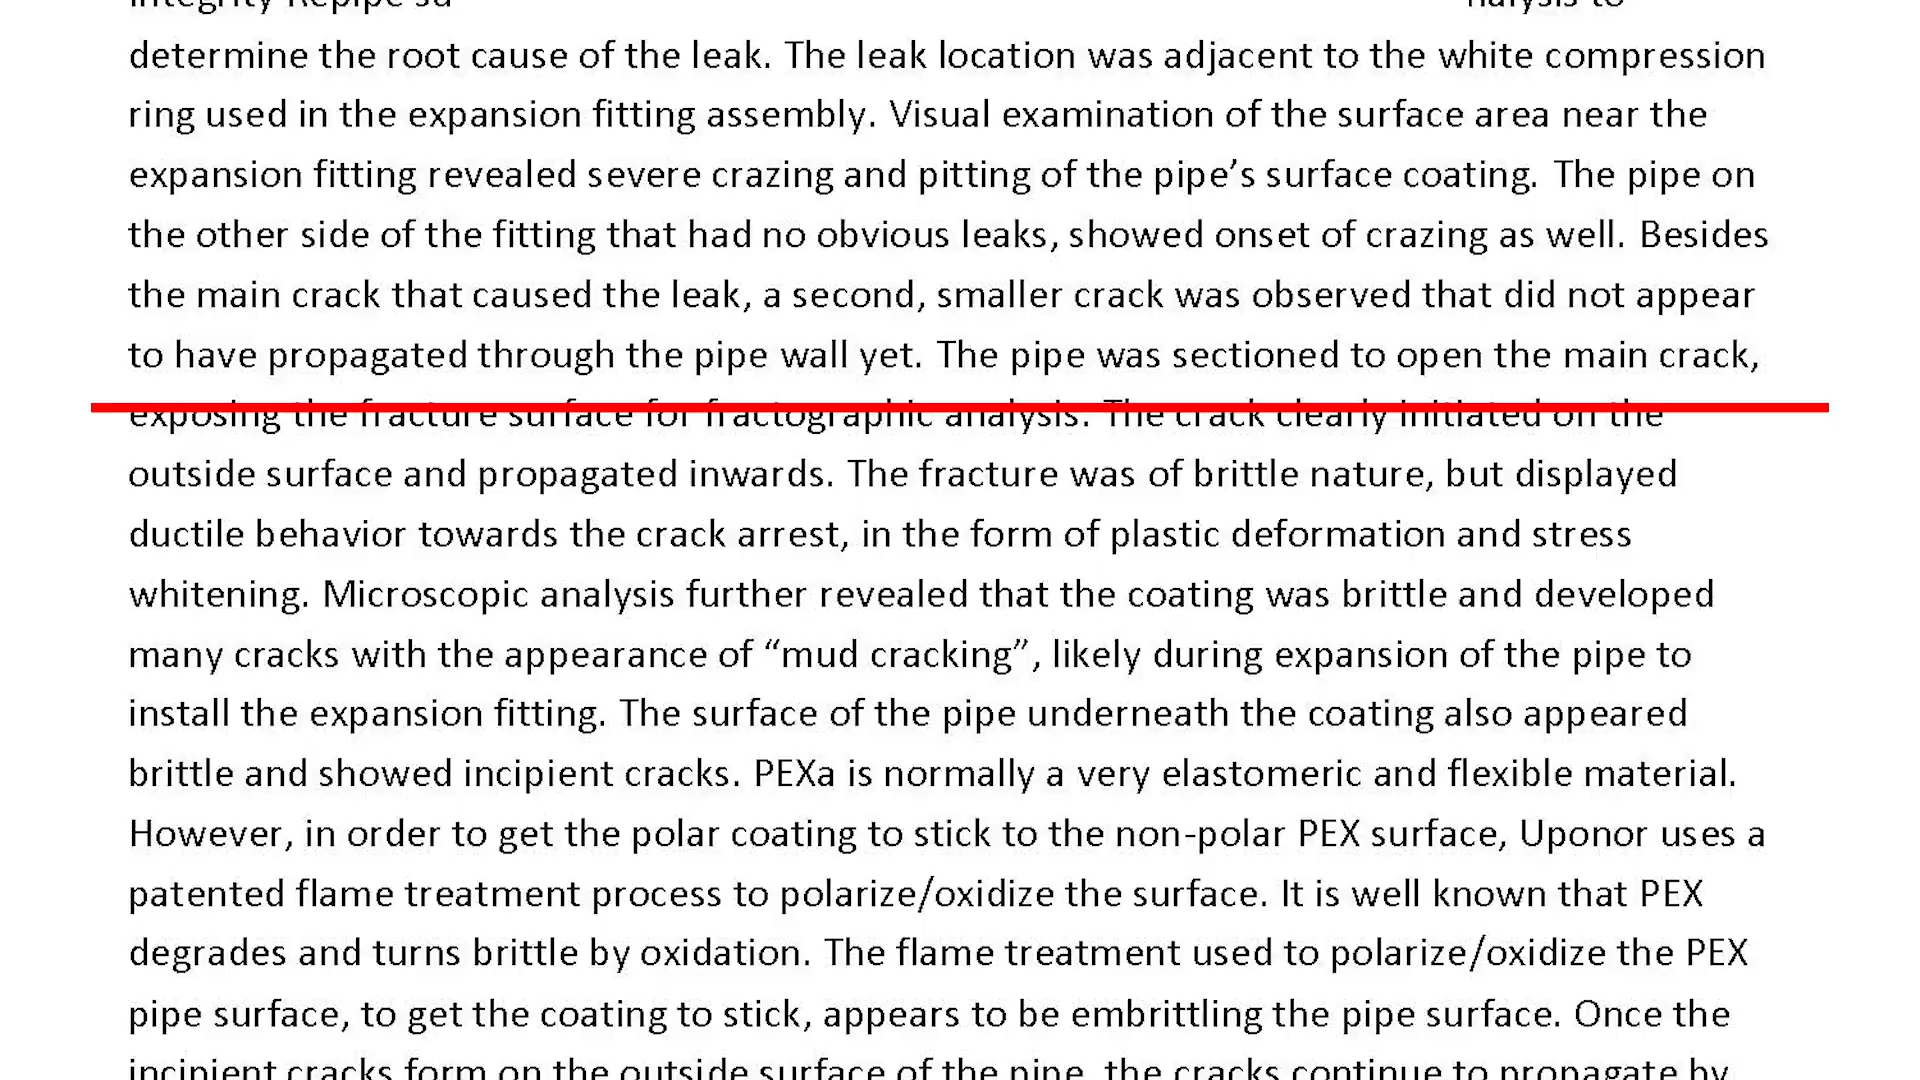 Integrity Repipe su nalysis to
determine the root cause of the leak. The leak location was adjacent to the white compression
ring used in the expansion fitting assembly. Visual examination of the surface area near the
expansion fitting revealed severe crazing and pitting of the pipe’s surface coating. The pipe on
the other side of the fitting that had no obvious leaks, showed onset of crazing as well. Besides
the main crack that caused the leak, a second, smaller crack was observed that did not appear
to have propagated through the pipe wall yet. The pipe was sectioned to open the main crack,
exposing the fracture surface for fractographic analysis. The crack clearly initiated on the
outside surface and propagated inwards. The fracture was of brittle nature, but displayed
ductile behavior towards the crack arrest, in the form of plastic deformation and stress
whitening. Microscopic analysis further revealed that the coating was brittle and developed
many cracks with the appearance of “mud cracking”, likely during expansion of the pipe to
install the expansion fitting. The surface of the pipe underneath the coating also appeared
brittle and showed incipient cracks. PEXa is normally a very elastomeric and flexible material.
However, in order to get the polar coating to stick to the non-polar PEX surface, Uponor uses a
patented flame treatment process to polarize/oxidize the surface. It is well known that PEX
degrades and turns brittle by oxidation. The flame treatment used to polarize/oxidize the PEX
pipe surface, to get the coating to stick, appears to be embrittling the pipe surface. Once the
incipient cracks form on the outside surface of the pipe, the cracks continue to propagate by